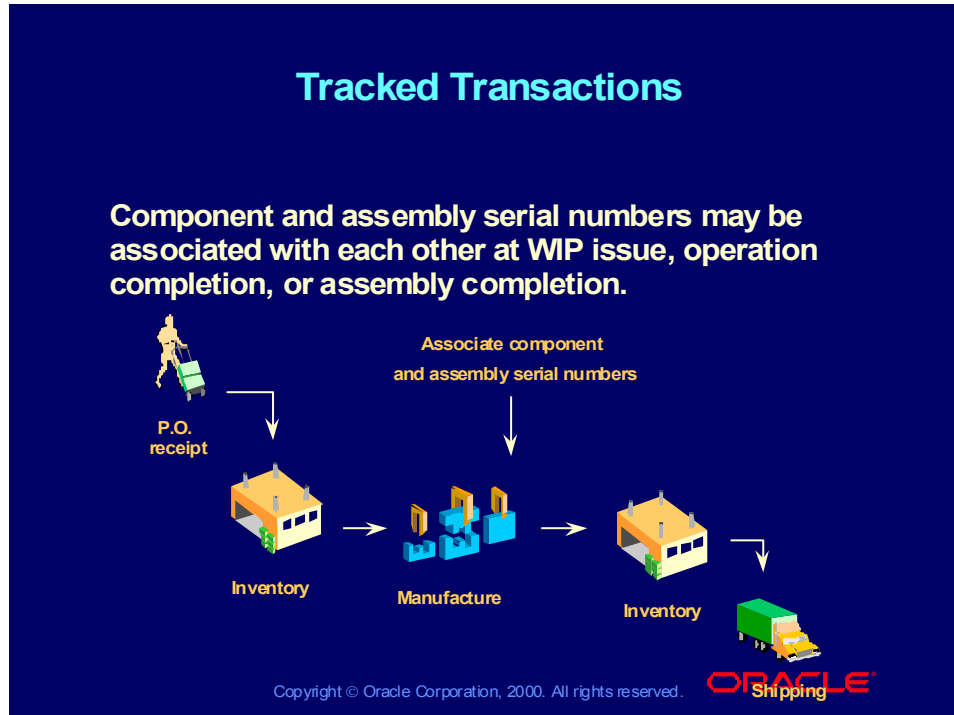 Tracked Transactions
Component and assembly serial numbers may be
associated with each other at WIP issue, operation
completion, or assembly completion.
Associate component
and assembly serial numbers
P.O.
receipt
Inventory
Manufacture
Inventory
Shipping
Copyright © Oracle Corporation, 2000. All rights reserved.
ORACLE®